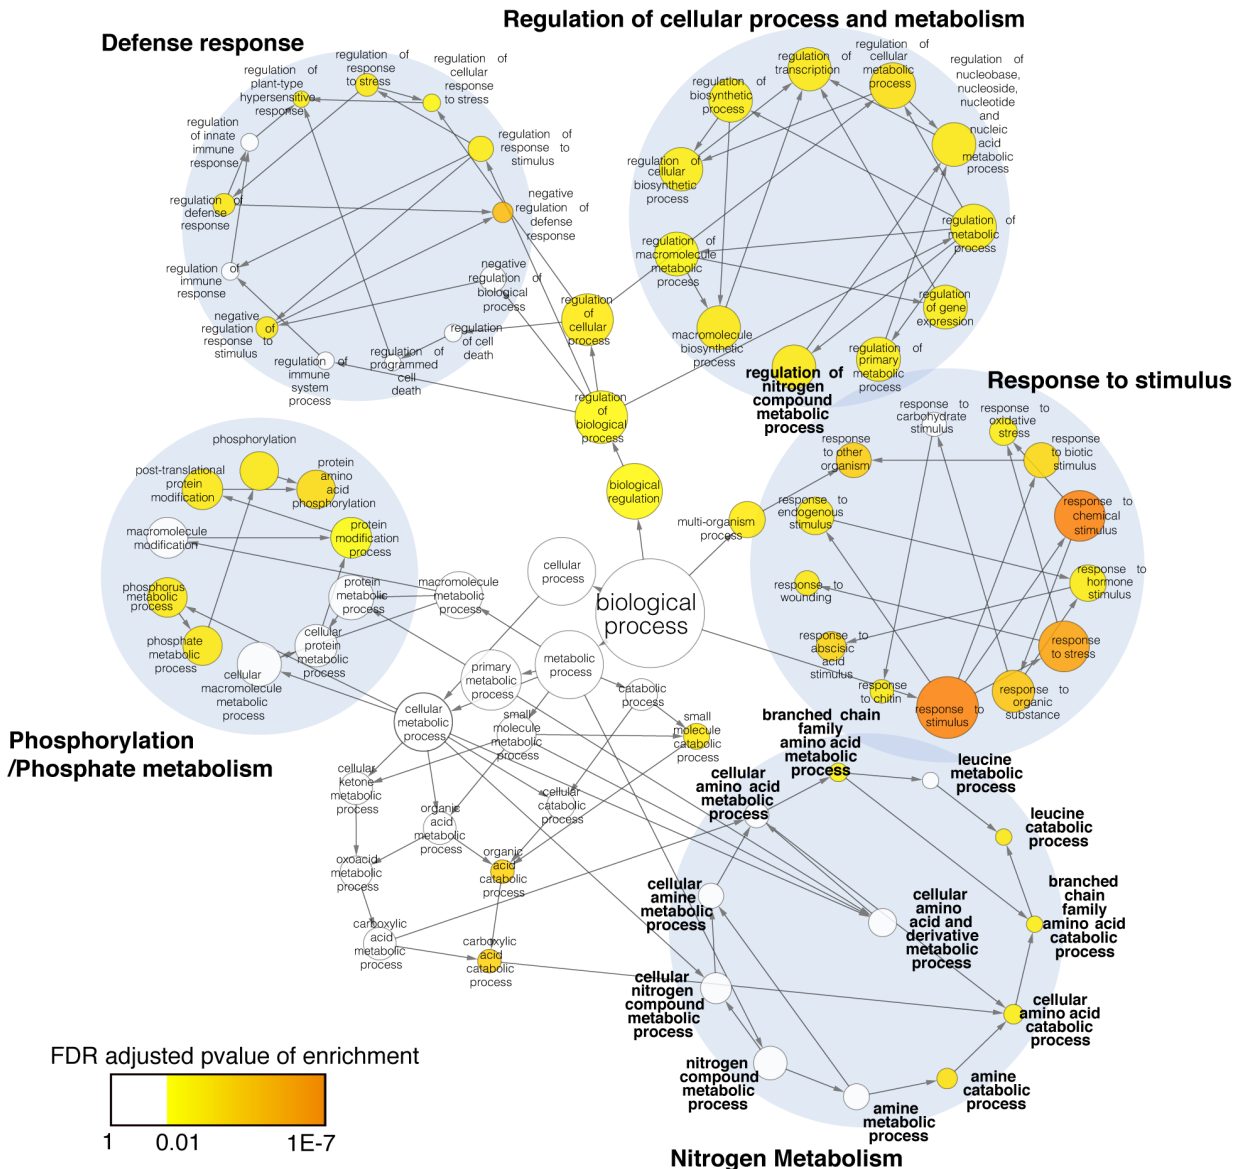 Regulation of cellular process and metabolism
Defense response
regulation of
plant-type
hypersensitive
response
regulation of
response
to stress
regulation of
cellular
response
to stress
regulation
of innate
immune
response
regulation of
response to
stimulus
regulation of
defense
response
negative
regulation of
defense
response
regulation of
immune
response
negative
regulation of
biological
process
negative
regulation of
response to
stimulus
regulation of
immune
system
process
regulation of
programmed
cell
death
regulation
of cell
death
regulation
of
cellular
process
regulation
of
biological
process
biological
regulation
regulation of
transcription
regulation of
cellular
metabolic
process
regulation of
nucleobase,
nucleoside,
nucleotide
and
nucleic
acid
metabolic
process
regulation of
biosynthetic
process
regulation of
cellular
biosynthetic
process
regulation of
metabolic
process
regulation of
macromolecule
metabolic
process
regulation
of gene
expression
macromolecule
biosynthetic
process
regulation of
primary
metabolic
process
regulation of
nitrogen
compound
metabolic
process
Response to stimulus
response to
carbohydrate
stimulus
response to
oxidative
stress
response
to other
organism
response
to biotic
stimulus
response to
endogenous
stimulus
response to
chemical
stimulus
multi-organism
process
response to
hormone
stimulus
response to
wounding
response to
abscisic
acid
stimulus
response
to stress
response
to chitin
response to
stimulus
response to
organic
substance
phosphorylation
post-translational
protein
modification
protein
amino
acid
phosphorylation
macromolecule
modification
protein
modification
process
phosphorus
metabolic
process
protein
metabolic
process
macromolecule
metabolic
process
phosphate
metabolic
process
cellular
protein
metabolic
process
cellular
macromolecule
metabolic
process
Phosphorylation
/Phosphate metabolism
cellular
process
biological
process
metabolic
process
primary
metabolic
process
catabolic
process
cellular
metabolic
process
small
molecule
metabolic
process
small
molecule
catabolic
process
cellular
ketone
metabolic
process
organic
acid
metabolic
process
cellular
catabolic
process
oxoacid
metabolic
process
organic
acid
catabolic
process
carboxylic
acid
metabolic
process
carboxylic
acid
catabolic
process
branched chain
family
amino acid
metabolic
process
leucine
metabolic
process
cellular
amino acid
metabolic
process
leucine
catabolic
process
cellular
amine
metabolic
process
cellular
amino
acid and
derivative
metabolic
process
branched
chain
family
amino acid
catabolic
process
cellular
nitrogen
compound
metabolic
process
cellular
amino acid
catabolic
process
nitrogen
compound
metabolic
process
amine
metabolic
process
amine
catabolic
process
Nitrogen Metabolism
FDR adjusted pvalue of enrichment
1 0.01 1E-7